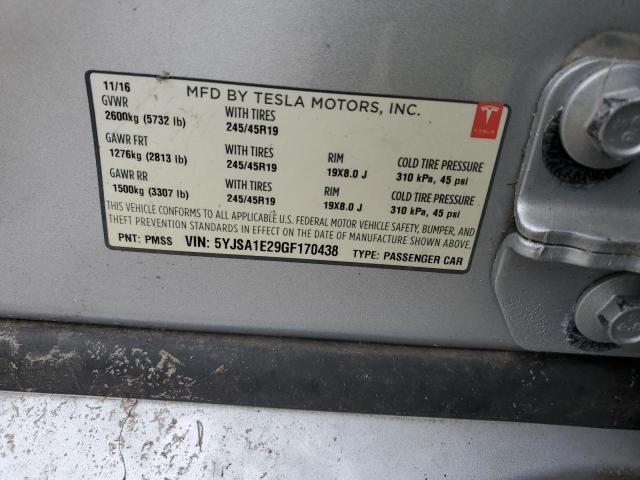 11/16 MFD BY TESLA MOTORS, INC.
GVWR WITH TIRES
2600kg (5732 lb) 245/45R19
TESLA
GAWR FRT WITH TIRES RIM COLD TIRE PRESSURE
1276kg (2813 lb) 245/45R19 19X8.0 J 310 kPa, 45 psi
GAWR RR WITH TIRES RIM COLD TIRE PRESSURE
1500kg (3307 lb) 245/45R19 19X8.0 J 310 kPa, 45 psi
THIS VEHICLE CONFORMS TO ALL APPLICABLE U.S. FEDERAL MOTOR VEHICLE SAFETY, BUMPER, AND
THEFT PREVENTION STANDARDS IN EFFECT ON THE DATE OF MANUFACTURE SHOWN ABOVE.
PNT: PMSS VIN: 5YJSA1E29GF170438 TYPE: PASSENGER CAR